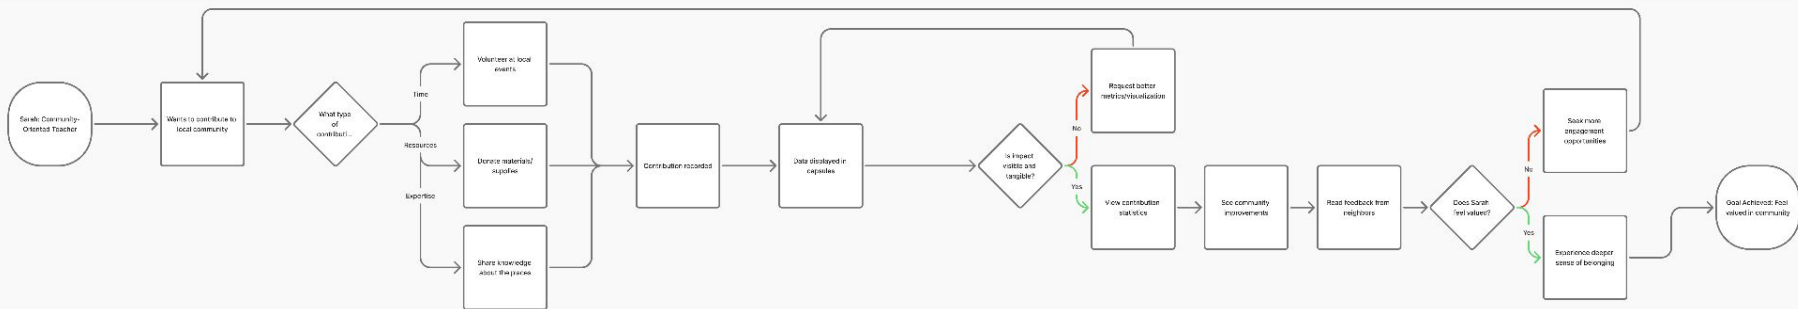 Sarah: Community-
Oriented Teacher
Wants to contribute to
local community
What type
of
contributi...
Time
Resources
Expertise
Volunteer at local
events
Donate materials/
supplies
Share knowledge
about the places
Contribution recorded
Data displayed in
capsules
Is impact
visible and
tangible?
No
Yes
Request better
metrics/visualization
View contribution
statistics
See community
improvements
Read feedback from
neighbors
Does Sarah
feel valued?
No
Yes
Seek more
engagement
opportunities
Experience deeper
sense of belonging
Goal Achieved: Feel
valued in community